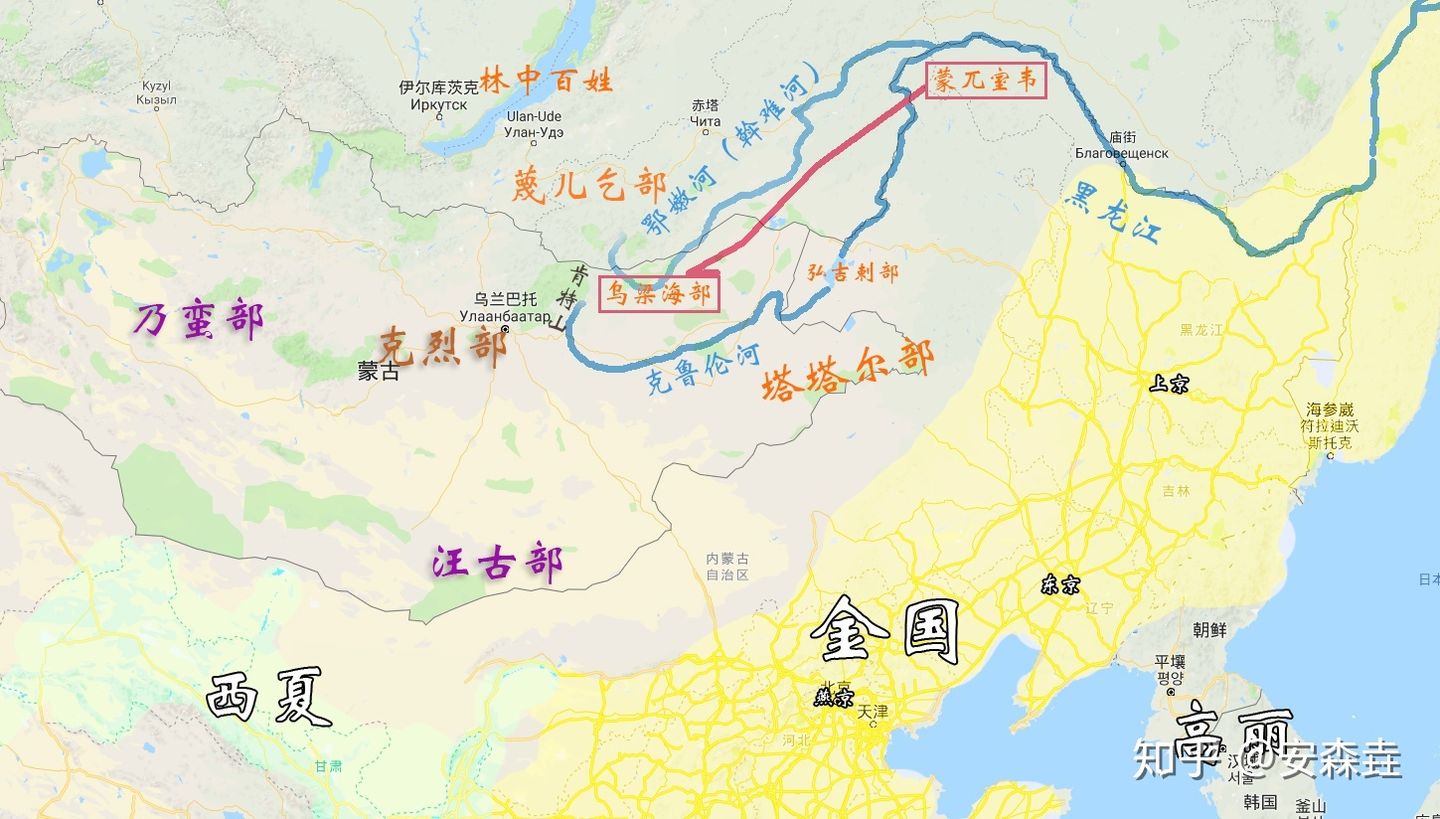 伊尔库茨克
Иркутск
林中百姓
Kyzyl
Кызыл
赤塔
Чита
Ulan-Ude
Улан-Удэ
蒙兀室韦
庙街
Благовещенск
蔑儿乞部
鄂嫩河（斡难河）
黑龙江
弘吉剌部
肯特山
乌梁海部
乌兰巴托
Улаанбаатар
乃蛮部
克烈部
蒙古
克鲁伦河
塔塔尔部
黑龙江
上京
海参崴
符拉迪沃
斯托克
吉林
汪古部
内蒙古
自治区
东京
辽宁
日本
金国
朝鲜
平壤
평양
西夏
北京
燕京
天津
河北
高丽
甘肃
知乎 @安森垚
서울
韩国
釜山